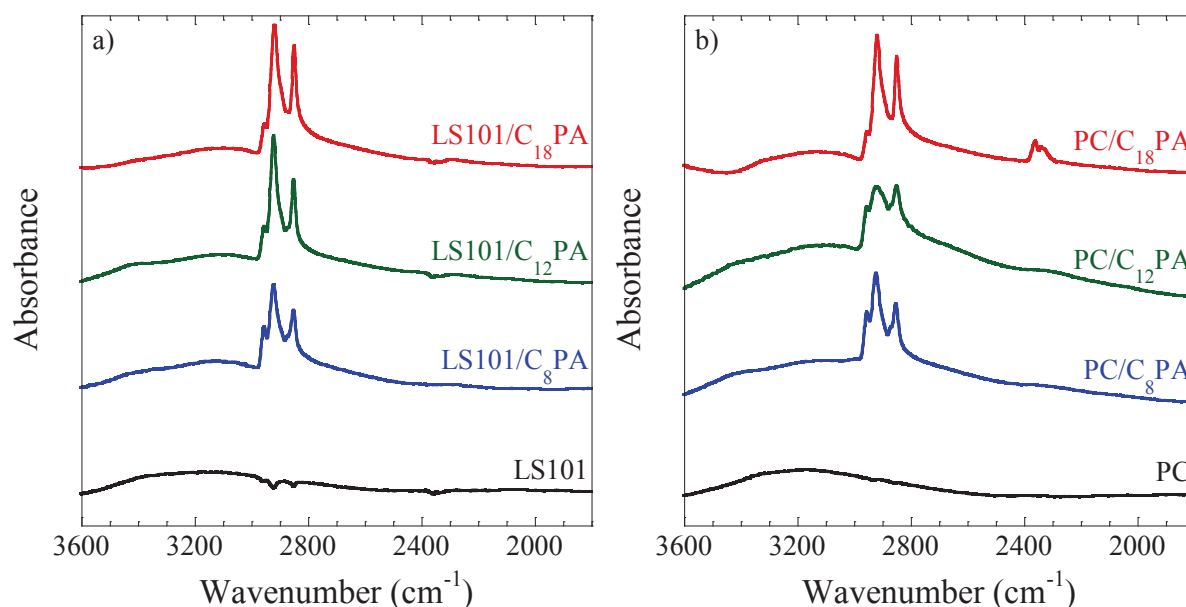 a)
LS101/C₁₈PA
LS101/C₁₂PA
LS101/C₈PA
LS101
Absorbance
3600 3200 2800 2400 2000
Wavenumber (cm⁻¹)
b)
PC/C₁₈PA
PC/C₁₂PA
PC/C₈PA
PC
Absorbance
3600 3200 2800 2400 2000
Wavenumber (cm⁻¹)